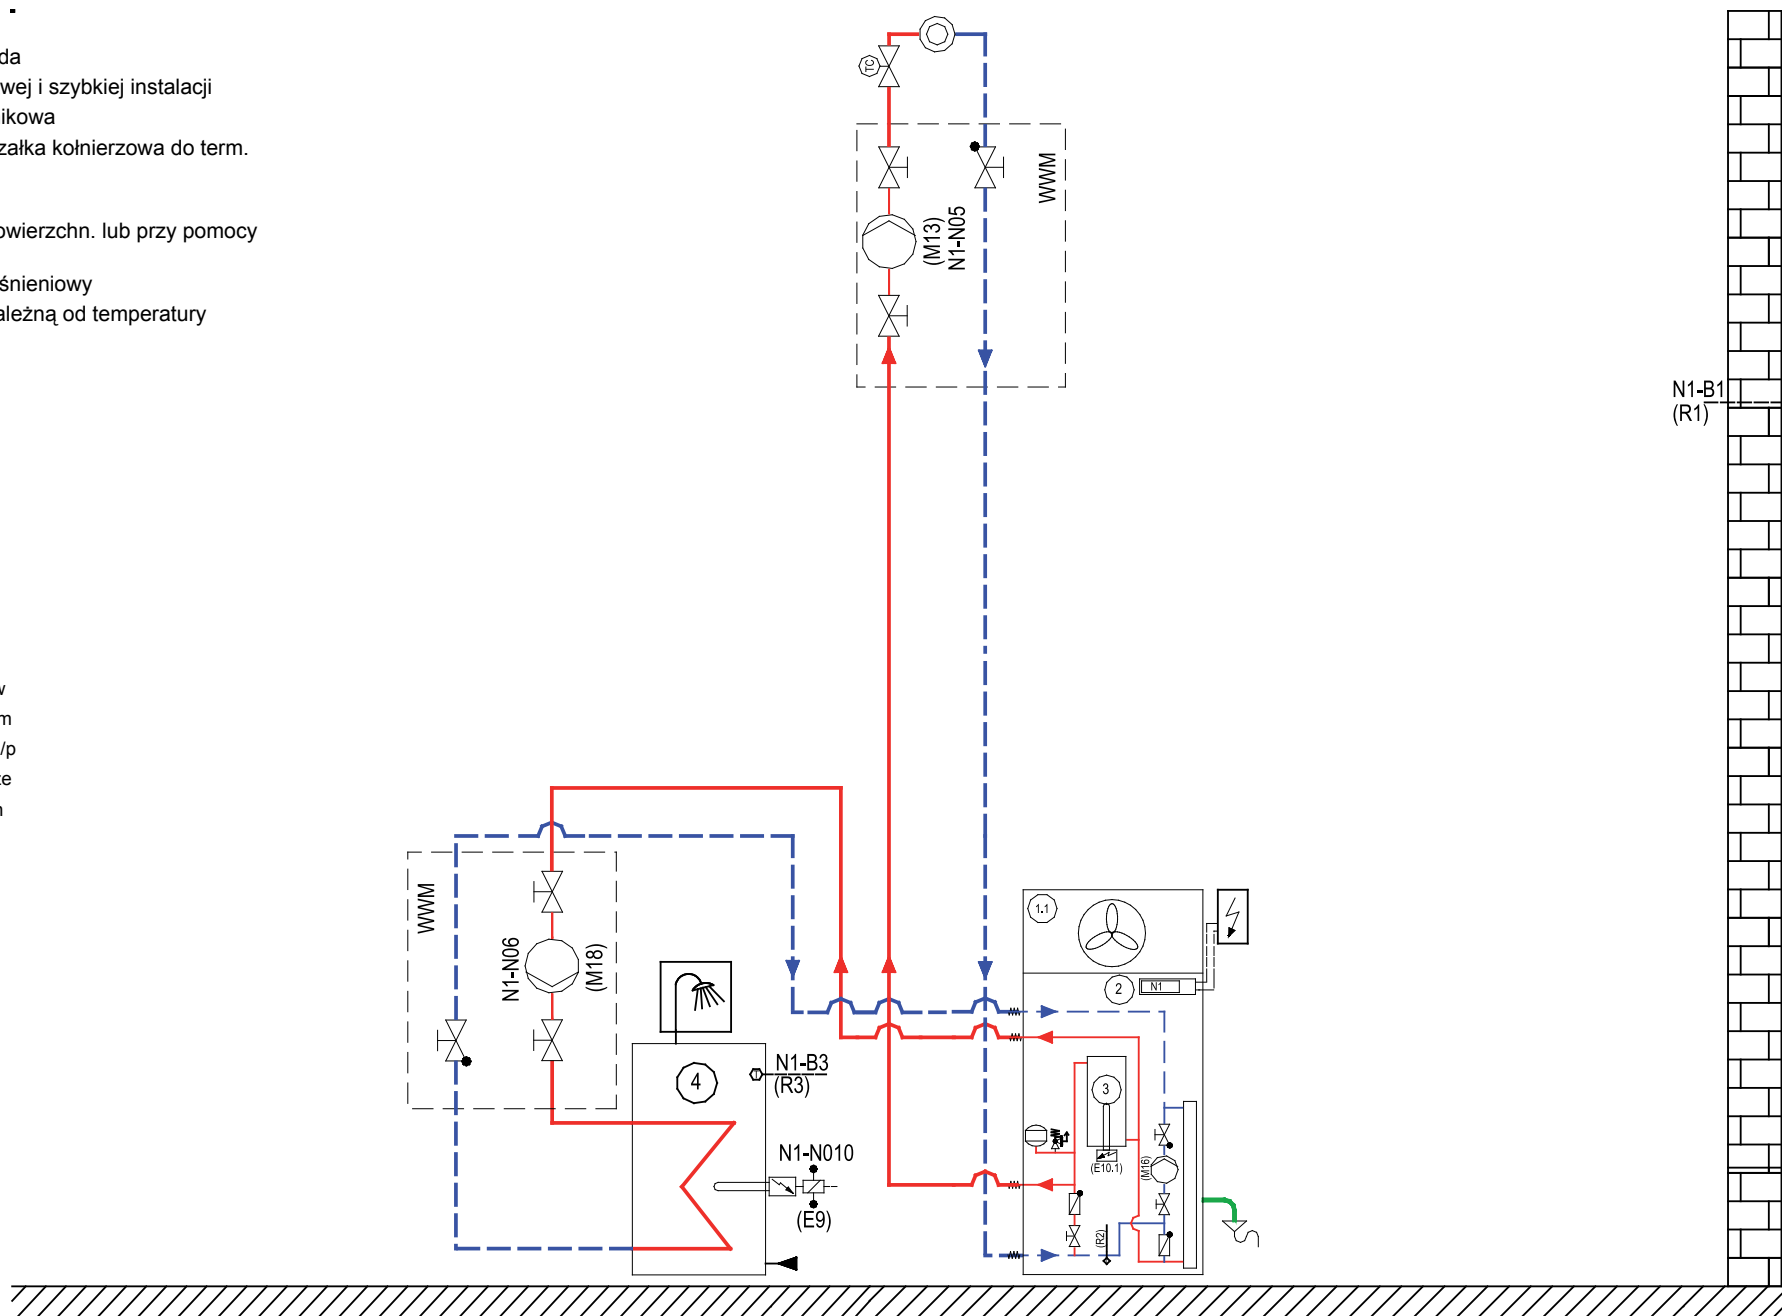 da
wej i szybkiej instalacji
nikowa
załka kołnierzowa do term.
owierzchn. lub przy pomocy
śnieniowy
ależną od temperatury
m
/p
te
TC
WWM
(M13)
N1-N05
N1-B1
(R1)
WWM
N1-N06
(M18)
4
N1-B3
(R3)
N1-N010
(E9)
1.1
2
N1
3
(E10.1)
(M16)
(R2)